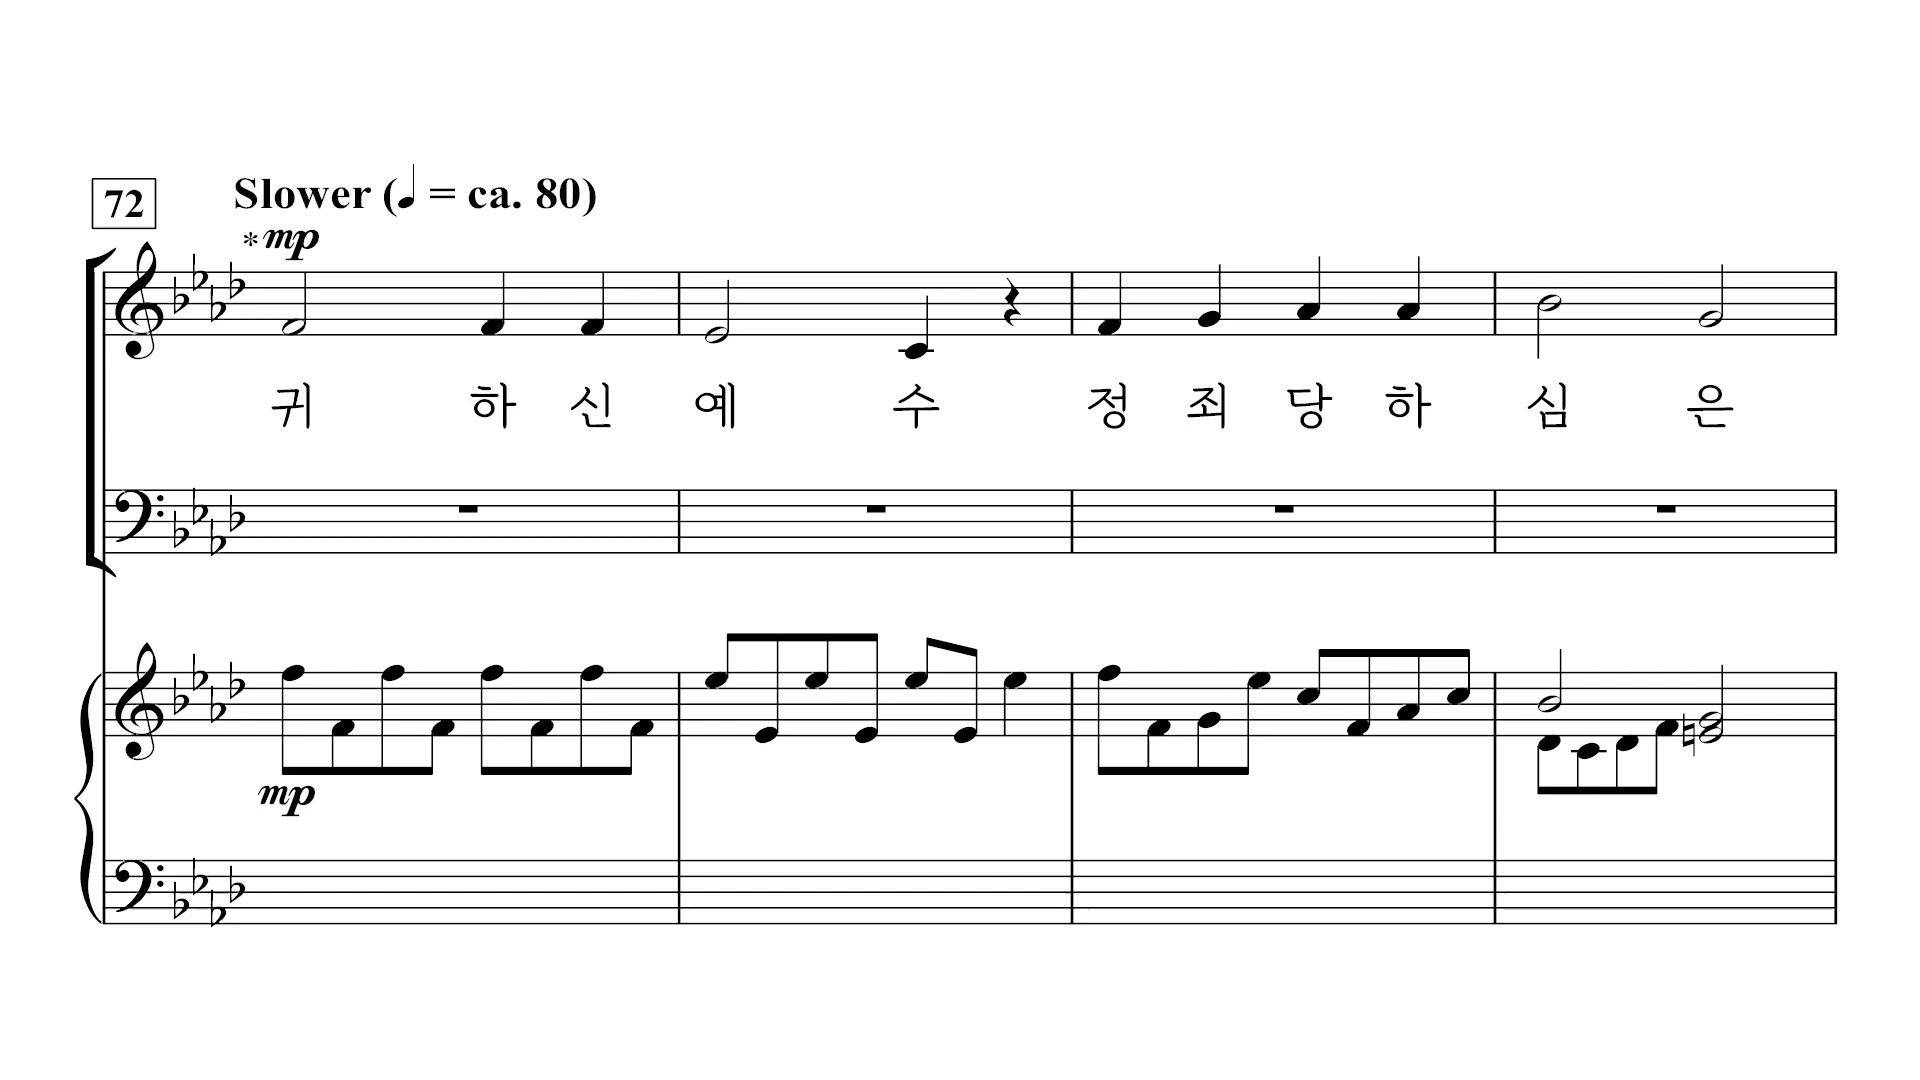 72
Slower (♩ = ca. 80)
*mp
귀 하 신 예 수 정 죄 당 하 심 은
mp